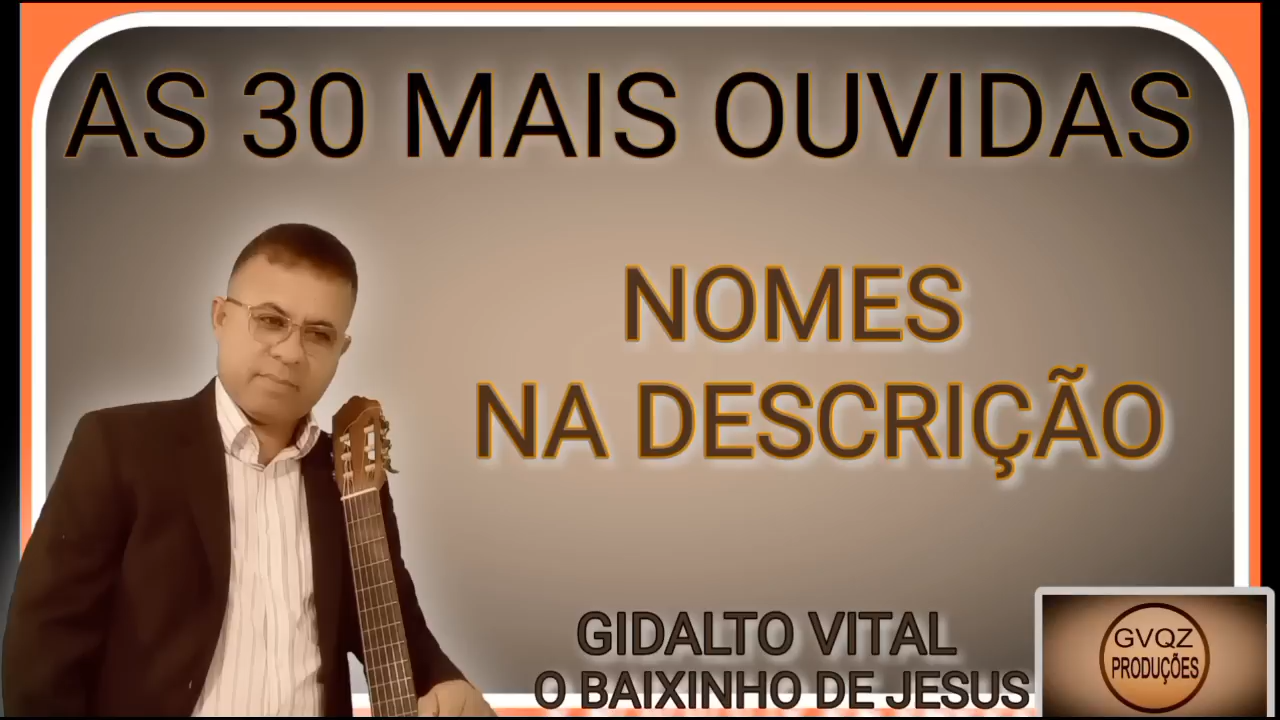 AS 30 MAIS OUVIDAS
NOMES
NA DESCRIÇÃO
GIDALTO VITAL
O BAIXINHO DE JESUS
GVQZ
PRODUÇÕES